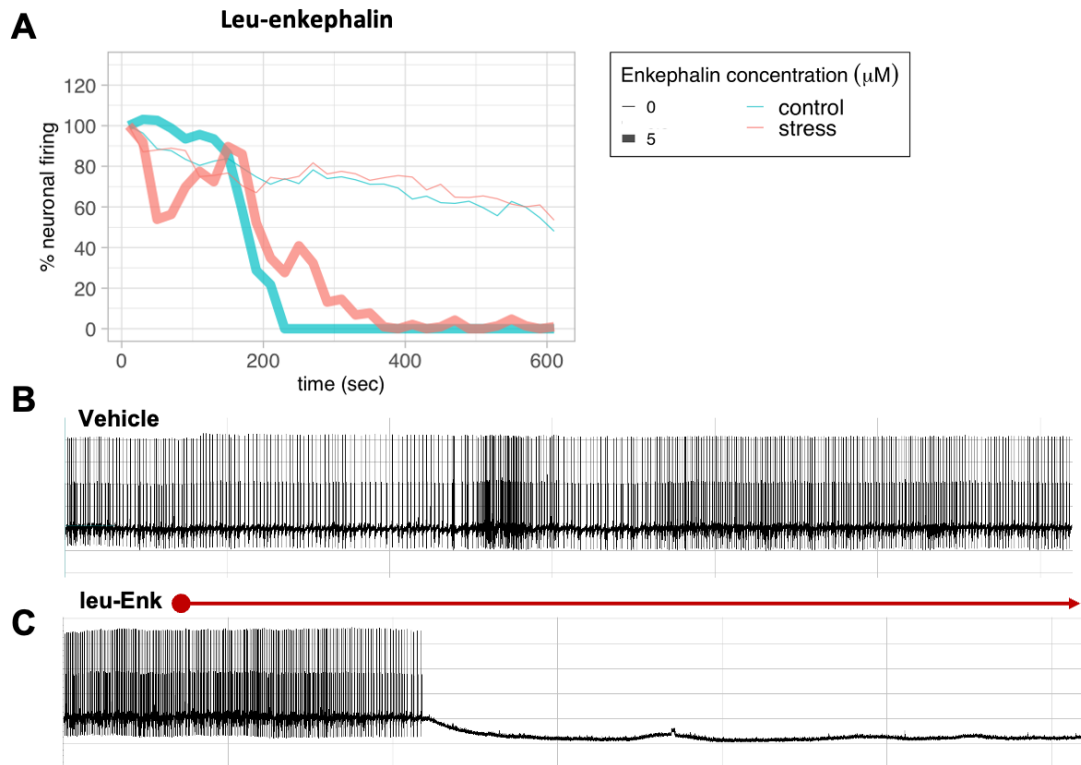 A
Leu-enkephalin
Enkephalin concentration (μM)
0
5
control
stress
% neuronal firing
120
100
80
60
40
20
0
0
200
400
600
time (sec)
B
Vehicle
leu-Enk
C